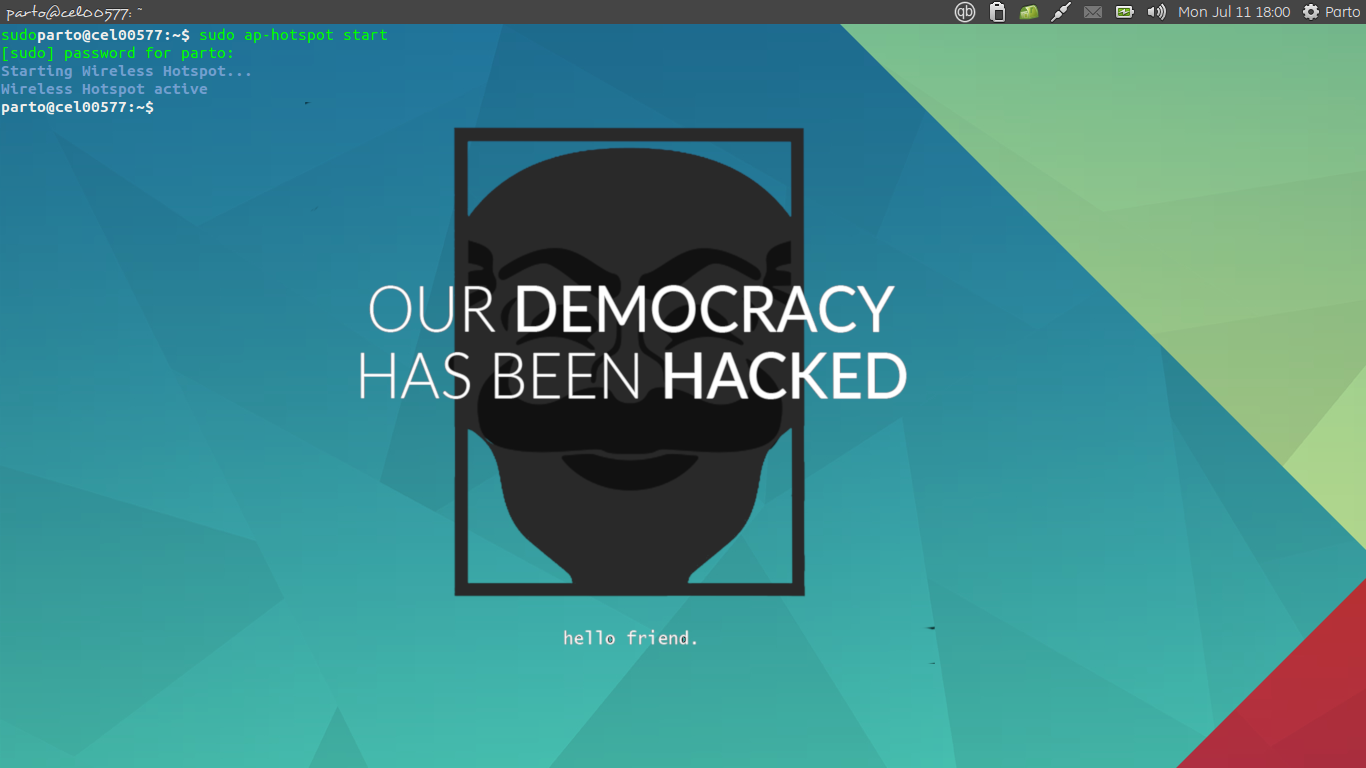 parto@cel00577: ~
qb Mon Jul 11 18:00 Parto
sudoparto@cel00577:~$ sudo ap-hotspot start
[sudo] password for parto:
Starting Wireless Hotspot...
Wireless Hotspot active
parto@cel00577:~$
OUR DEMOCRACY
HAS BEEN HACKED
hello friend.